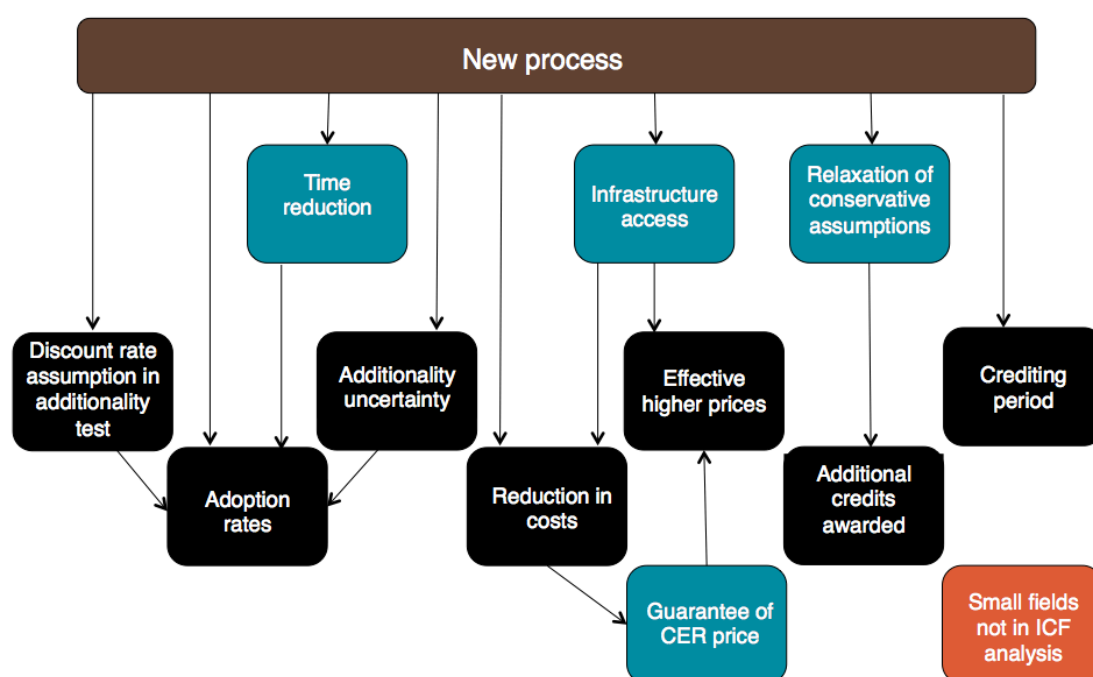 New process
Time
reduction
Infrastructure
access
Relaxation of
conservative
assumptions
Discount rate
assumption in
additionality
test
Additionality
uncertainty
Effective
higher prices
Crediting
period
Adoption
rates
Reduction in
costs
Additional
credits
awarded
Guarantee of
CER price
Small fields
not in ICF
analysis